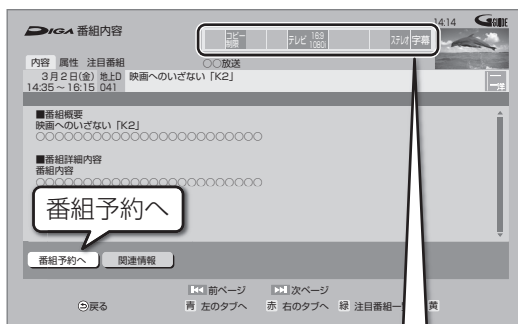 DIGA 番組内容
コピー制限 テレビ 16:9 1080i ステレオ 字幕
14:14 G-GUIDE
内容 属性 注目番組 ○○放送
3月2日(金) 地上D 映画へのいざない「K2」
14:35～16:15 041
■番組概要
映画へのいざない「K2」
○○○○○○○○○○○○○○○○○○○○○○○○
■番組詳細内容
番組内容
○○○○○○○○○○○○○○○○○○○○○○○○
番組予約へ
番組予約へ 関連情報
前ページ 次ページ
戻る 青 左のタブへ 赤 右のタブへ 緑 注目番組一 黄